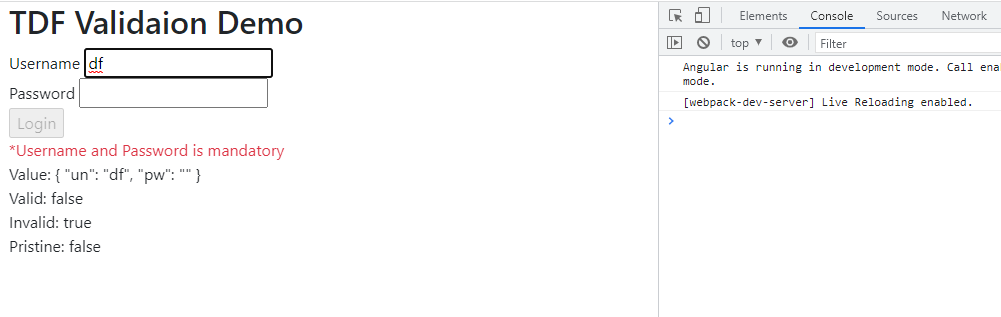 TDF Validaion Demo
Username df
Password
Login
*Username and Password is mandatory
Value: { "un": "df", "pw": "" }
Valid: false
Invalid: true
Pristine: false
Elements Console Sources Network
top ▼ Filter
Angular is running in development mode. Call ena
mode.
[webpack-dev-server] Live Reloading enabled.